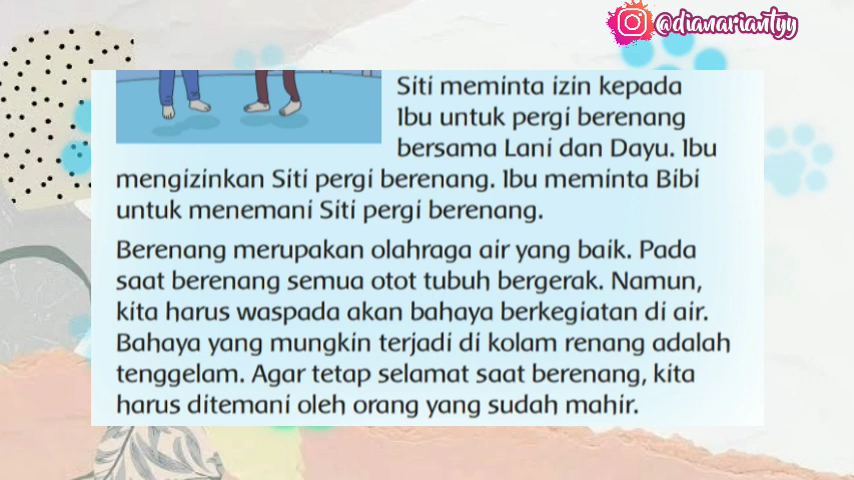 @dianariantyy
Siti meminta izin kepada
Ibu untuk pergi berenang
bersama Lani dan Dayu. Ibu
mengizinkan Siti pergi berenang. Ibu meminta Bibi
untuk menemani Siti pergi berenang.
Berenang merupakan olahraga air yang baik. Pada
saat berenang semua otot tubuh bergerak. Namun,
kita harus waspada akan bahaya berkegiatan di air.
Bahaya yang mungkin terjadi di kolam renang adalah
tenggelam. Agar tetap selamat saat berenang, kita
harus ditemani oleh orang yang sudah mahir.